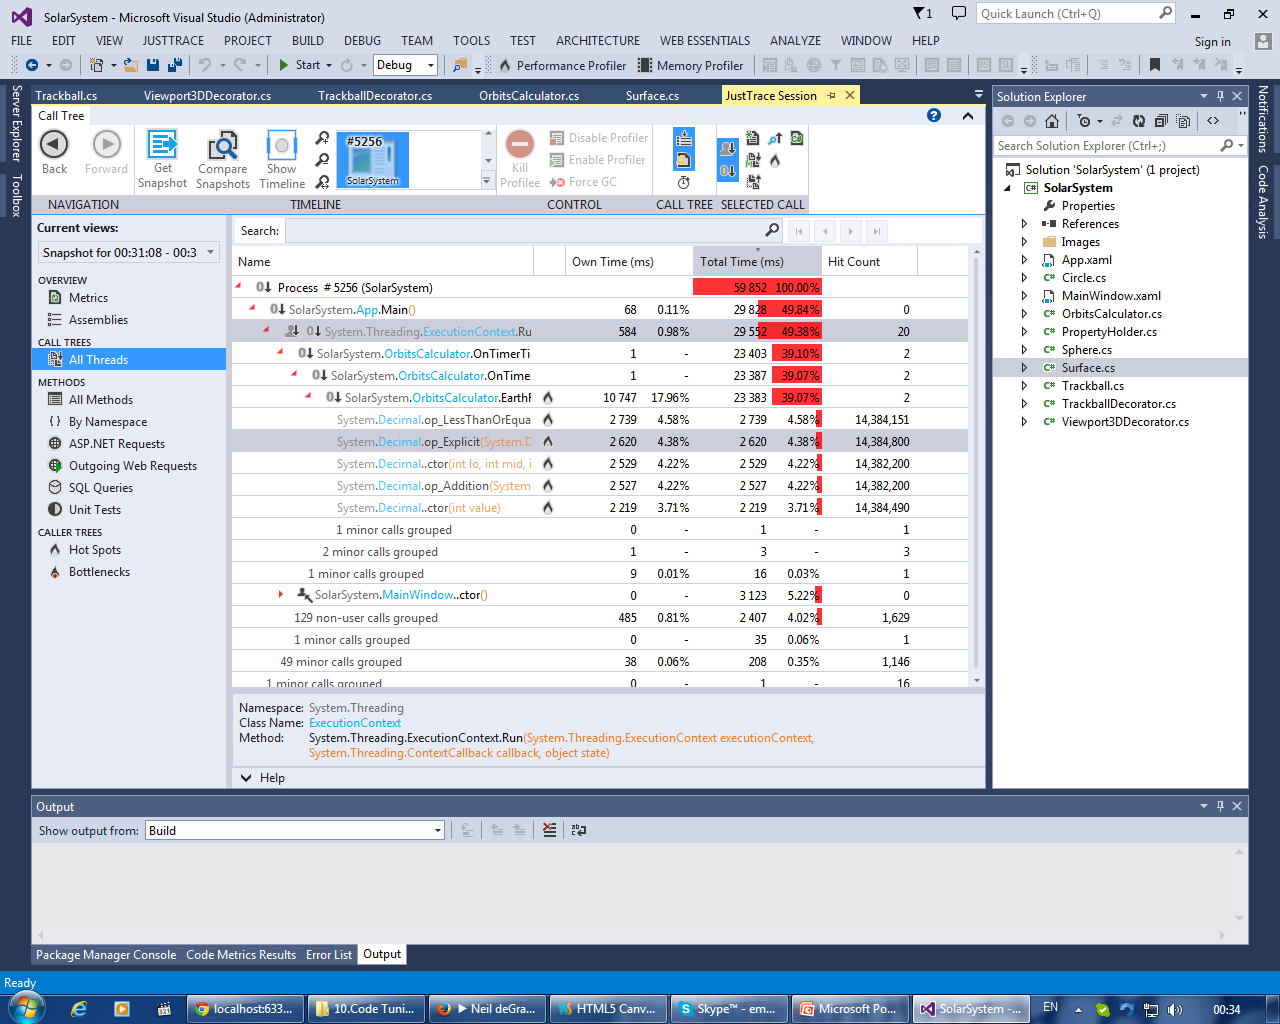 SolarSystem - Microsoft Visual Studio (Administrator)
1
Quick Launch (Ctrl+Q)
FILE EDIT VIEW JUSTTRACE PROJECT BUILD DEBUG TEAM TOOLS TEST ARCHITECTURE WEB ESSENTIALS ANALYZE WINDOW HELP
Sign in
Start Debug Performance Profiler Memory Profiler
Server Explorer
Toolbox
Trackball.cs Viewport3DDecorator.cs TrackballDecorator.cs OrbitsCalculator.cs Surface.cs JustTrace Session
Call Tree
Back Forward
Get Snapshot
Compare Snapshots
Show Timeline
#5256
SolarSystem
Kill Profilee
Disable Profiler
Enable Profiler
Force GC
NAVIGATION TIMELINE CONTROL CALL TREE SELECTED CALL
Current views:
Snapshot for 00:31:08 - 00:3
OVERVIEW
Metrics
Assemblies
CALL TREES
All Threads
METHODS
All Methods
By Namespace
ASP.NET Requests
Outgoing Web Requests
SQL Queries
Unit Tests
CALLER TREES
Hot Spots
Bottlenecks
Search:
Name Own Time (ms) Total Time (ms) Hit Count
Process # 5256 (SolarSystem) 59 852 100.00%
SolarSystem.App.Main() 68 0.11% 29 828 49.84% 0
System.Threading.ExecutionContext.Ru 584 0.98% 29 552 49.38% 20
SolarSystem.OrbitsCalculator.OnTimerTi 1 - 23 403 39.10% 2
SolarSystem.OrbitsCalculator.OnTime 1 - 23 387 39.07% 2
SolarSystem.OrbitsCalculator.EarthF 10 747 17.96% 23 383 39.07% 2
System.Decimal.op_LessThanOrEqua 2 739 4.58% 2 739 4.58% 14,384,151
System.Decimal.op_Explicit(System.D 2 620 4.38% 2 620 4.38% 14,384,800
System.Decimal..ctor(int lo, int mid, i 2 529 4.22% 2 529 4.22% 14,382,200
System.Decimal.op_Addition(System 2 527 4.22% 2 527 4.22% 14,382,200
System.Decimal..ctor(int value) 2 219 3.71% 2 219 3.71% 14,384,490
1 minor calls grouped 0 - 1 - 1
2 minor calls grouped 1 - 3 - 3
1 minor calls grouped 9 0.01% 16 0.03% 1
SolarSystem.MainWindow..ctor() 0 - 3 123 5.22% 0
129 non-user calls grouped 485 0.81% 2 407 4.02% 1,629
1 minor calls grouped 0 - 35 0.06% 1
49 minor calls grouped 38 0.06% 208 0.35% 1,146
1 minor calls grouped 0 - 1 - 16
Namespace: System.Threading
Class Name: ExecutionContext
Method: System.Threading.ExecutionContext.Run(System.Threading.ExecutionContext executionContext,
System.Threading.ContextCallback callback, object state)
Help
Solution Explorer
Search Solution Explorer (Ctrl+;)
Solution 'SolarSystem' (1 project)
SolarSystem
Properties
References
Images
App.xaml
Circle.cs
MainWindow.xaml
OrbitsCalculator.cs
PropertyHolder.cs
Sphere.cs
Surface.cs
Trackball.cs
TrackballDecorator.cs
Viewport3DDecorator.cs
Notifications
Code Analysis
Output
Show output from: Build
Package Manager Console Code Metrics Results Error List Output
Ready
localhost:633... 10.Code Tuni... ► Neil deGra... HTML5 Canv... Skype™ - em... Microsoft Po... SolarSystem -... EN 00:34